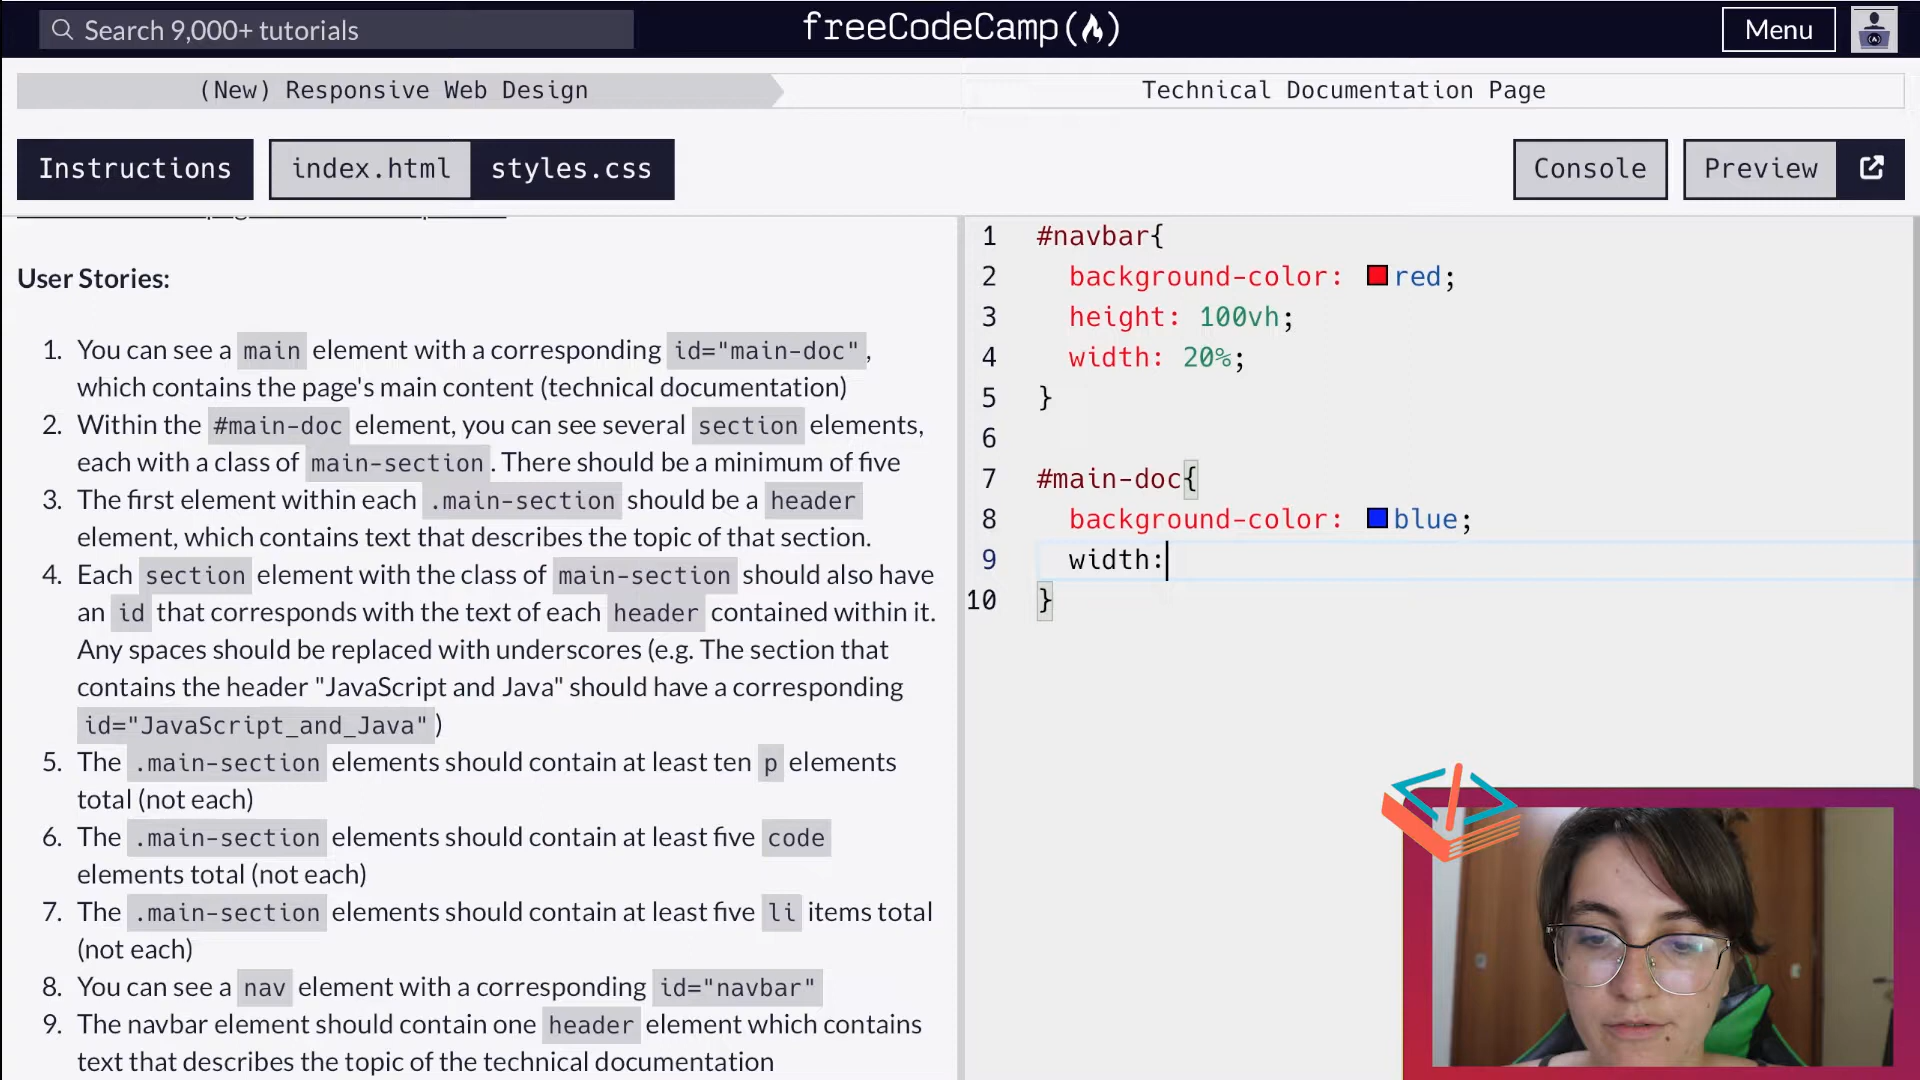 Search 9,000+ tutorials
freeCodeCamp(🔥)
Menu
(New) Responsive Web Design
Technical Documentation Page
Instructions
index.html
styles.css
Console
Preview
User Stories:
1. You can see a main element with a corresponding id="main-doc",
which contains the page's main content (technical documentation)
2. Within the #main-doc element, you can see several section elements,
each with a class of main-section. There should be a minimum of five
3. The first element within each .main-section should be a header
element, which contains text that describes the topic of that section.
4. Each section element with the class of main-section should also have
an id that corresponds with the text of each header contained within it.
Any spaces should be replaced with underscores (e.g. The section that
contains the header "JavaScript and Java" should have a corresponding
id="JavaScript_and_Java")
5. The .main-section elements should contain at least ten p elements
total (not each)
6. The .main-section elements should contain at least five code
elements total (not each)
7. The .main-section elements should contain at least five li items total
(not each)
8. You can see a nav element with a corresponding id="navbar"
9. The navbar element should contain one header element which contains
text that describes the topic of the technical documentation
1 #navbar{
2 background-color: red;
3 height: 100vh;
4 width: 20%;
5 }
6
7 #main-doc{
8 background-color: blue;
9 width:
10 }